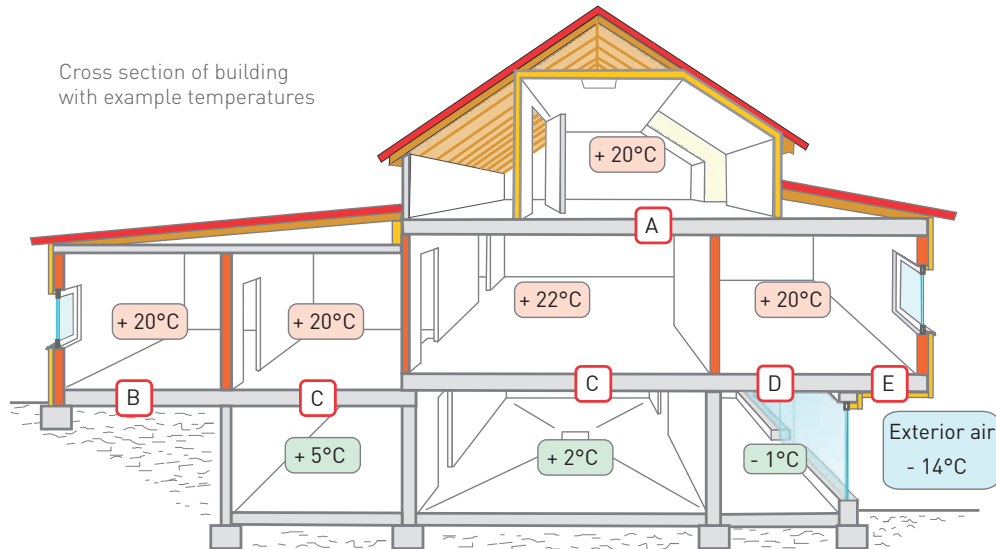 Cross section of building
with example temperatures
+ 20°C
A
+ 20°C
+ 20°C
+ 22°C
+ 20°C
B
C
C
D
E
+ 5°C
+ 2°C
- 1°C
Exterior air
- 14°C